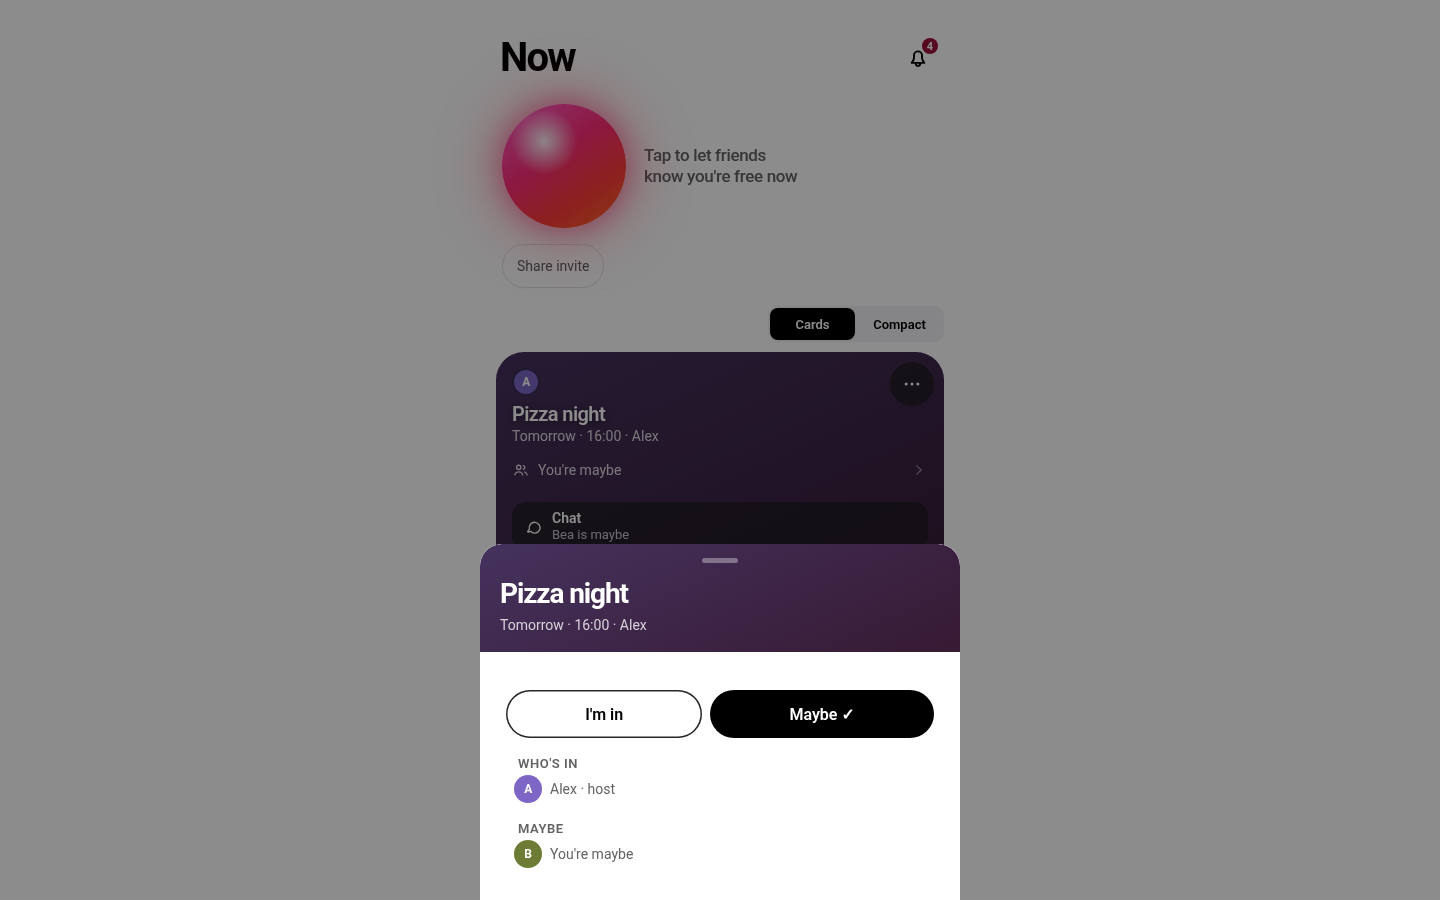 Now
4
Tap to let friends
know you're free now
Share invite
Cards
Compact
A
Pizza night
Tomorrow · 16:00 · Alex
You're maybe
Chat
Bea is maybe
Pizza night
Tomorrow · 16:00 · Alex
I'm in
Maybe ✓
WHO'S IN
A
Alex · host
MAYBE
B
You're maybe